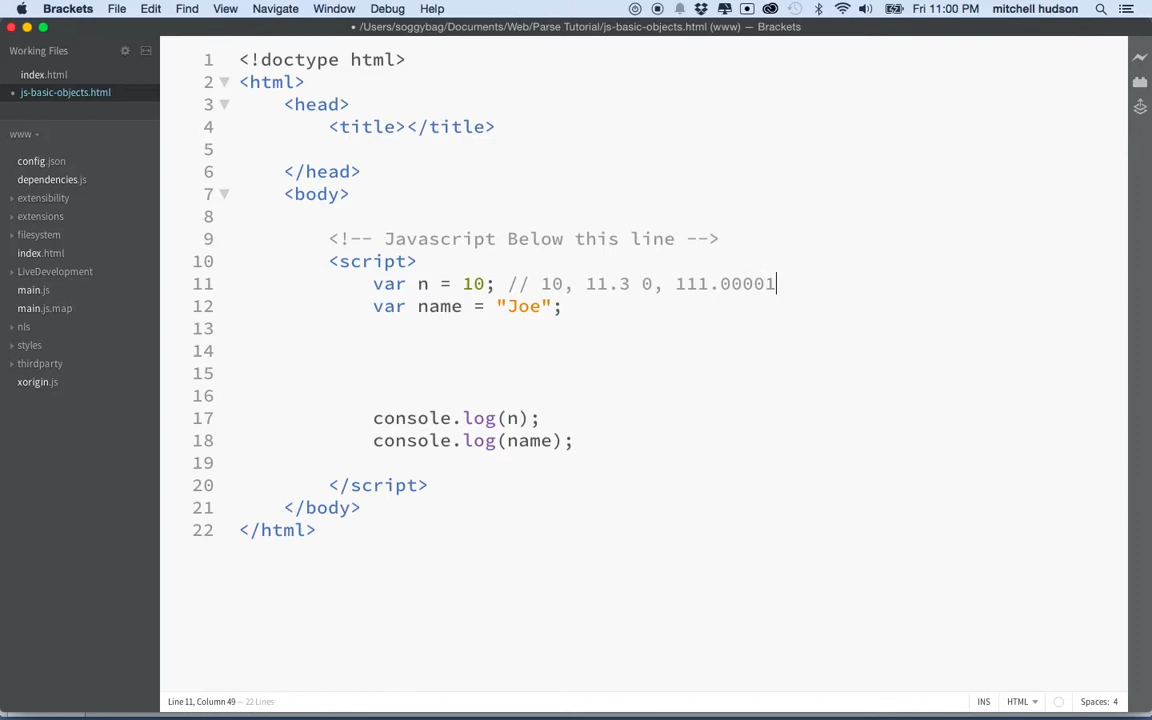 Brackets File Edit Find View Navigate Window Debug Help Fri 11:00 PM mitchell hudson
• /Users/soggybag/Documents/Web/Parse Tutorial/js-basic-objects.html (www) — Brackets
Working Files
index.html
• js-basic-objects.html
www
config.json
dependencies.js
extensibility
extensions
filesystem
index.html
LiveDevelopment
main.js
main.js.map
nls
styles
thirdparty
xorigin.js
1 <!doctype html>
2 <html>
3 <head>
4 <title></title>
5
6 </head>
7 <body>
8
9 <!-- Javascript Below this line -->
10 <script>
11 var n = 10; // 10, 11.3 0, 111.00001
12 var name = "Joe";
13
14
15
16
17 console.log(n);
18 console.log(name);
19
20 </script>
21 </body>
22 </html>
Line 11, Column 49 — 22 Lines INS HTML Spaces: 4